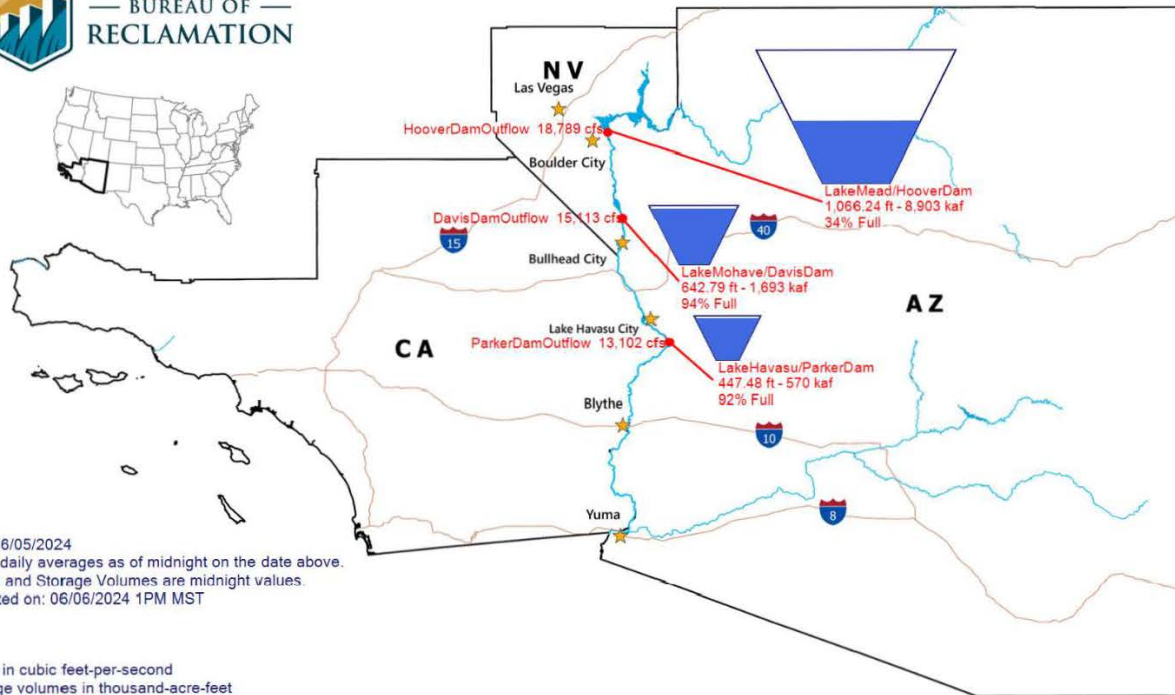 BUREAU OF
RECLAMATION
NV
Las Vegas
HooverDamOutflow 18,789 cfs
Boulder City
LakeMead/HooverDam
1,066.24 ft - 8,903 kaf
34% Full
DavisDamOutflow 15,113 cfs
15
40
Bullhead City
LakeMohave/DavisDam
642.79 ft - 1,693 kaf
94% Full
AZ
CA
Lake Havasu City
ParkerDamOutflow 13,102 cfs
LakeHavasu/ParkerDam
447.48 ft - 570 kaf
92% Full
Blythe
10
Yuma
8
6/05/2024
daily averages as of midnight on the date above.
and Storage Volumes are midnight values.
ed on: 06/06/2024 1PM MST
in cubic feet-per-second
ge volumes in thousand-acre-feet